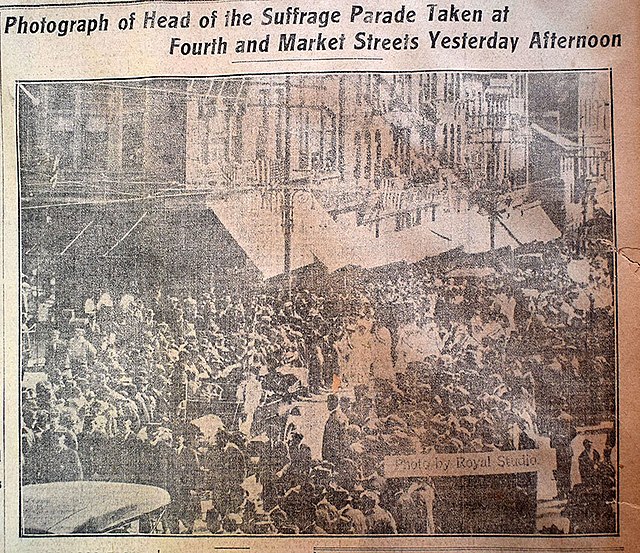 Photograph of Head of the Suffrage Parade Taken at
Fourth and Market Streets Yesterday Afternoon
Photo by Royal Studio